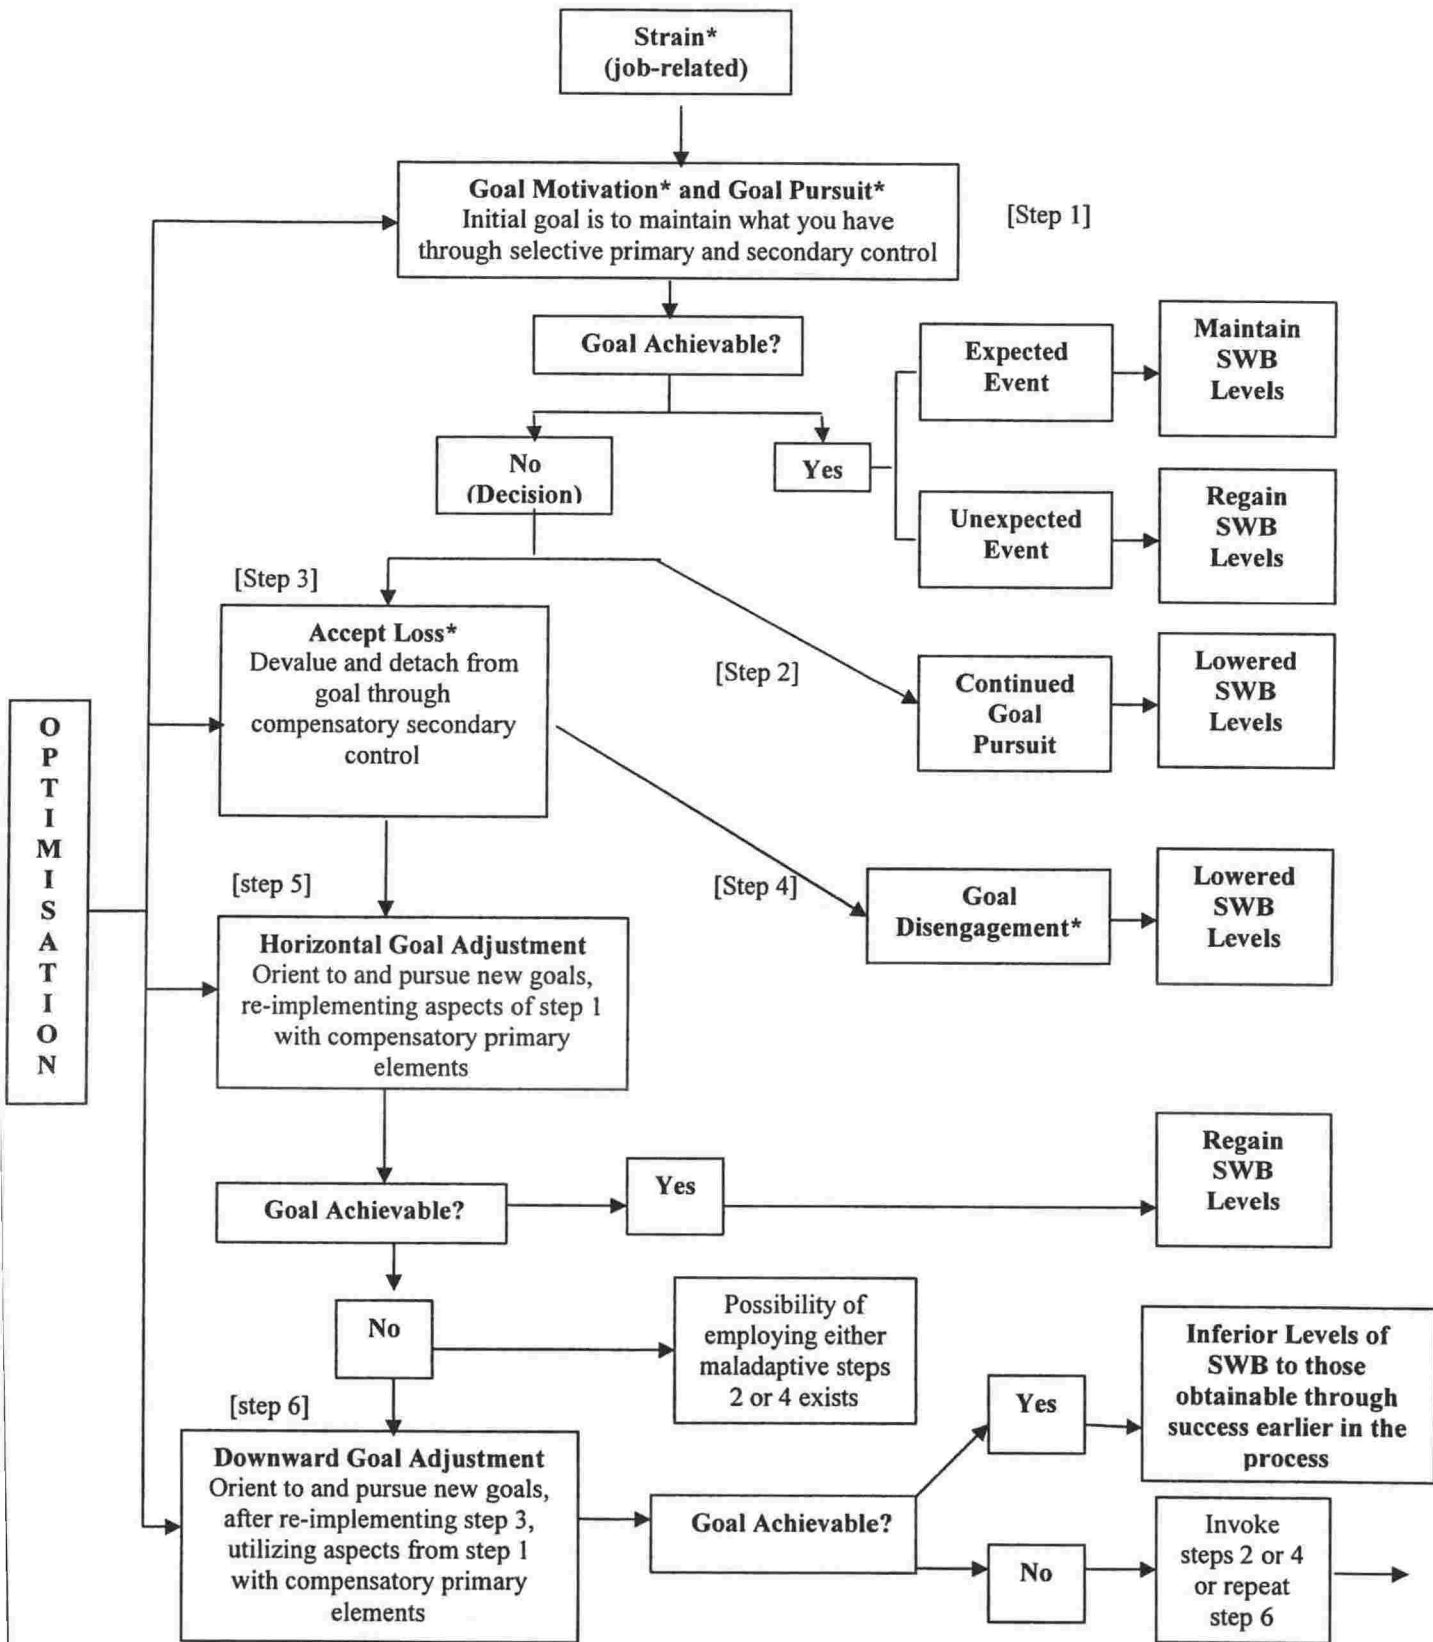 Strain*
(job-related)
Goal Motivation* and Goal Pursuit*
Initial goal is to maintain what you have
through selective primary and secondary control
[Step 1]
Goal Achievable?
No
(Decision)
Yes
Expected
Event
Maintain
SWB
Levels
Unexpected
Event
Regain
SWB
Levels
[Step 3]
Accept Loss*
Devalue and detach from
goal through
compensatory secondary
control
[Step 2]
Continued
Goal
Pursuit
Lowered
SWB
Levels
O
P
T
I
M
I
S
A
T
I
O
N
[step 5]
[Step 4]
Goal
Disengagement*
Lowered
SWB
Levels
Horizontal Goal Adjustment
Orient to and pursue new goals,
re-implementing aspects of step 1
with compensatory primary
elements
Goal Achievable?
Yes
Regain
SWB
Levels
No
Possibility of
employing either
maladaptive steps
2 or 4 exists
[step 6]
Downward Goal Adjustment
Orient to and pursue new goals,
after re-implementing step 3,
utilizing aspects from step 1
with compensatory primary
elements
Goal Achievable?
Yes
Inferior Levels of
SWB to those
obtainable through
success earlier in the
process
No
Invoke
steps 2 or 4
or repeat
step 6